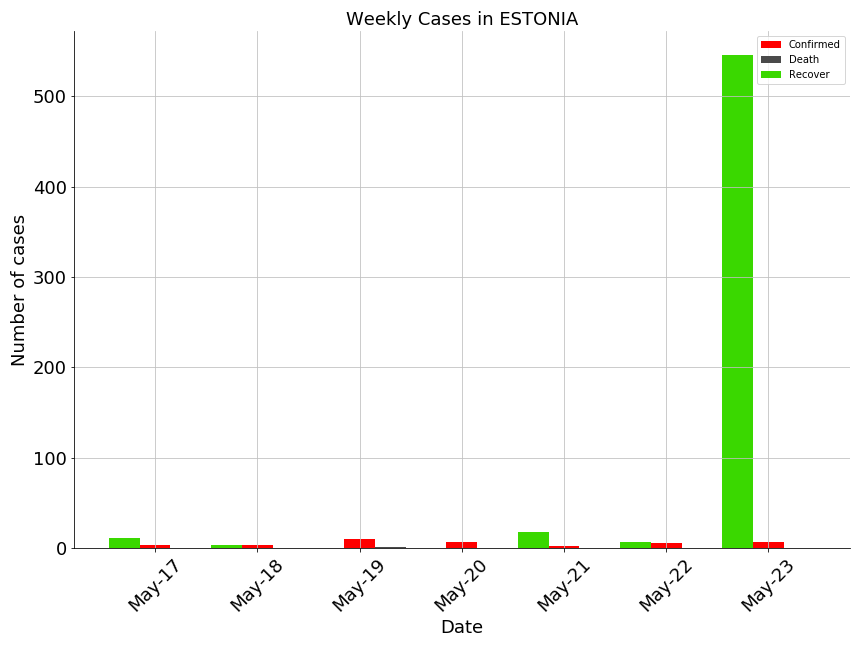 Weekly Cases in ESTONIA
Confirmed
Death
Recover
Number of cases
500
400
300
200
100
0
May-17
May-18
May-19
May-20
May-21
May-22
May-23
Date